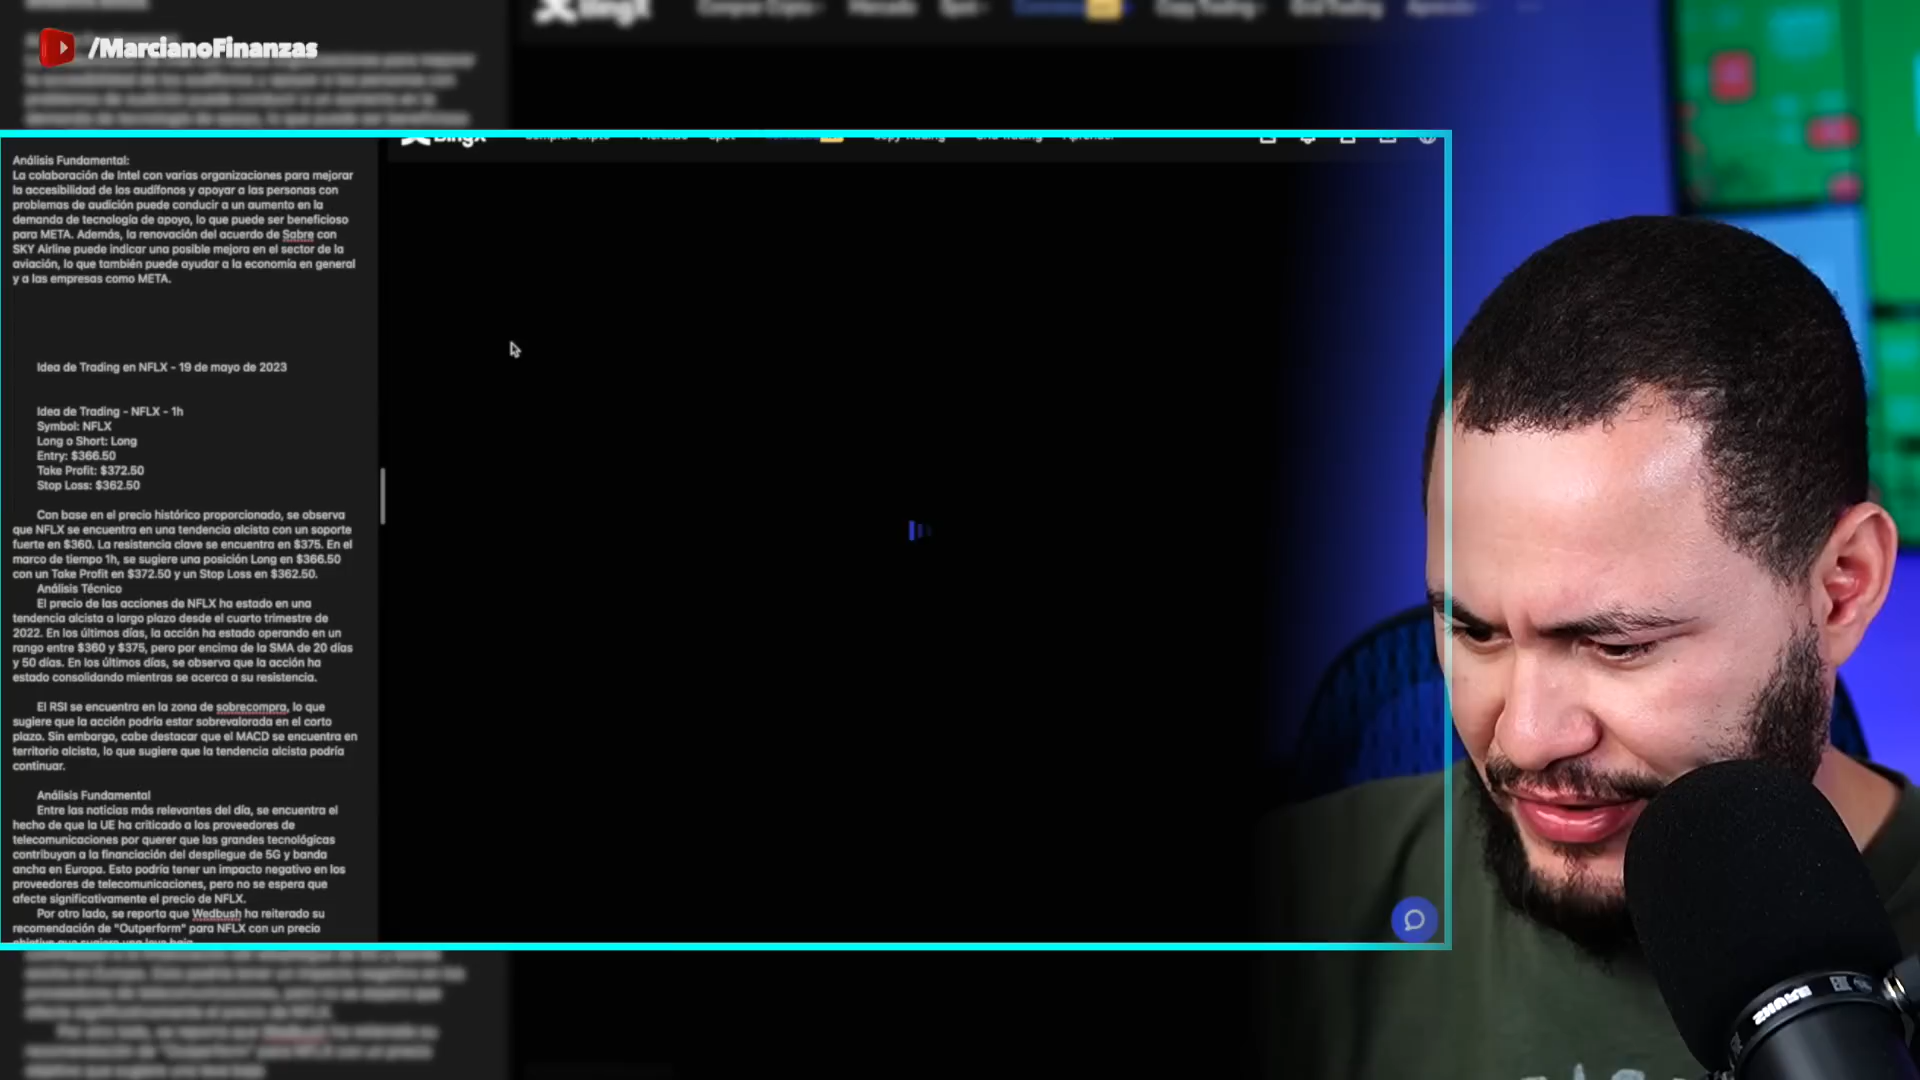 /MarcianoFinanzas
BingX
Análisis Fundamental:
La colaboración de Intel con varias organizaciones para mejorar
la accesibilidad de los audífonos y apoyar a las personas con
problemas de audición puede conducir a un aumento en la
demanda de tecnología de apoyo, lo que puede ser beneficioso
para META. Además, la renovación del acuerdo de Sabre con
SKY Airline puede indicar una posible mejora en el sector de la
aviación, lo que también puede ayudar a la economía en general
y a las empresas como META.
Idea de Trading en NFLX - 19 de mayo de 2023
Idea de Trading - NFLX - 1h
Symbol: NFLX
Long o Short: Long
Entry: $366.50
Take Profit: $372.50
Stop Loss: $362.50
Con base en el precio histórico proporcionado, se observa
que NFLX se encuentra en una tendencia alcista con un soporte
fuerte en $360. La resistencia clave se encuentra en $375. En el
marco de tiempo 1h, se sugiere una posición Long en $366.50
con un Take Profit en $372.50 y un Stop Loss en $362.50.
Análisis Técnico
El precio de las acciones de NFLX ha estado en una
tendencia alcista a largo plazo desde el cuarto trimestre de
2022. En los últimos días, la acción ha estado operando en un
rango entre $360 y $375, pero por encima de la SMA de 20 días
y 50 días. En los últimos días, se observa que la acción ha
estado consolidando mientras se acerca a su resistencia.
El RSI se encuentra en la zona de sobrecompra, lo que
sugiere que la acción podría estar sobrevalorada en el corto
plazo. Sin embargo, cabe destacar que el MACD se encuentra en
territorio alcista, lo que sugiere que la tendencia alcista podría
continuar.
Análisis Fundamental
Entre las noticias más relevantes del día, se encuentra el
hecho de que la UE ha criticado a los proveedores de
telecomunicaciones por querer que las grandes tecnológicas
contribuyan a la financiación del despliegue de 5G y banda
ancha en Europa. Esto podría tener un impacto negativo en los
proveedores de telecomunicaciones, pero no se espera que
afecte significativamente el precio de NFLX.
Por otro lado, se reporta que Wedbush ha reiterado su
recomendación de "Outperform" para NFLX con un precio